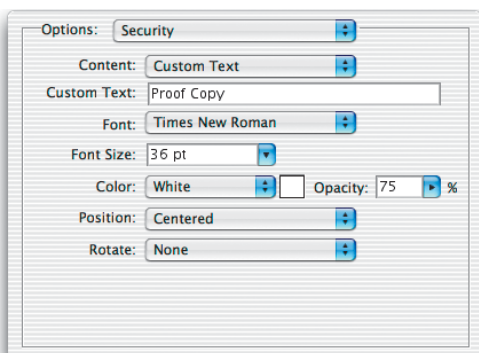 Options: Security
Content: Custom Text
Custom Text: Proof Copy
Font: Times New Roman
Font Size: 36 pt
Color: White Opacity: 75 %
Position: Centered
Rotate: None